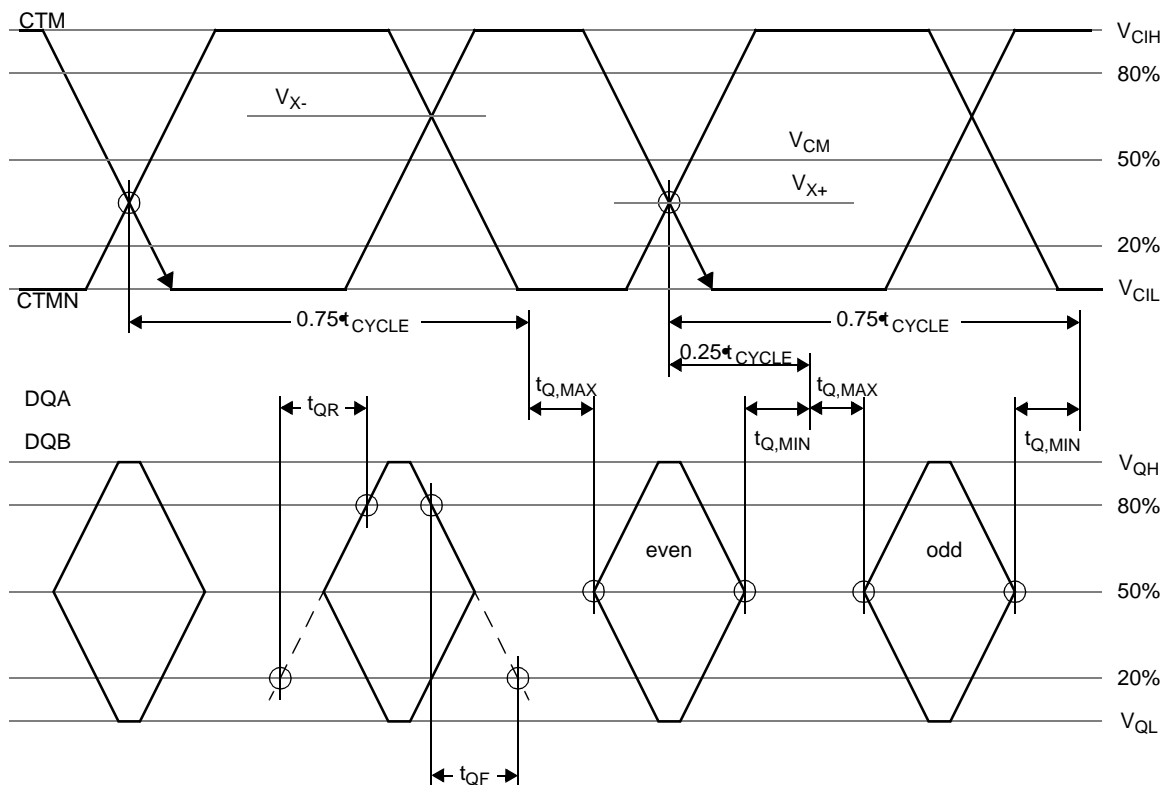 CTM
V_CIH
80%
V_X-
V_CM
50%
V_X+
20%
CTMN
V_CIL
0.75•t_CYCLE
0.75•t_CYCLE
0.25•t_CYCLE
t_Q,MAX
t_Q,MAX
DQA
t_QR
DQB
t_Q,MIN
t_Q,MIN
V_QH
80%
even
odd
50%
20%
V_QL
t_QF